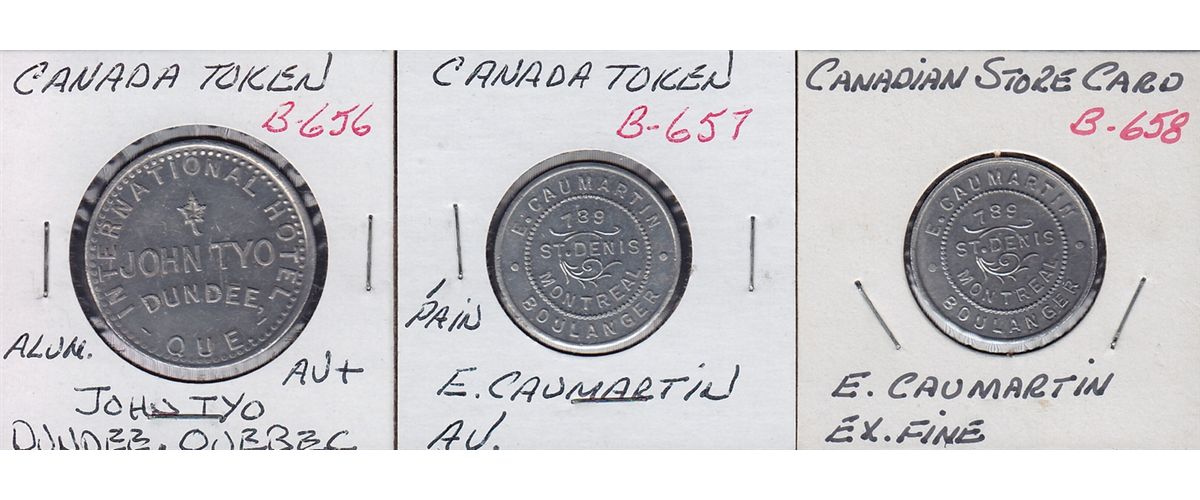 CANADA TOKEN
B-656
INTERNATIONAL HOTEL,
JOHN TYO
DUNDEE,
- QUE -
ALUM.
AU+
JOHN TYO
DUNDEE, QUEBEC
CANADA TOKEN
B-657
E. CAUMARTIN
789
ST. DENIS
MONTREAL
BOULANGER
1 PAIN
E. CAUMARTIN
AU.
CANADIAN STORE CARD
B-658
E. CAUMARTIN
789
ST. DENIS
MONTREAL
BOULANGER
E. CAUMARTIN
EX. FINE